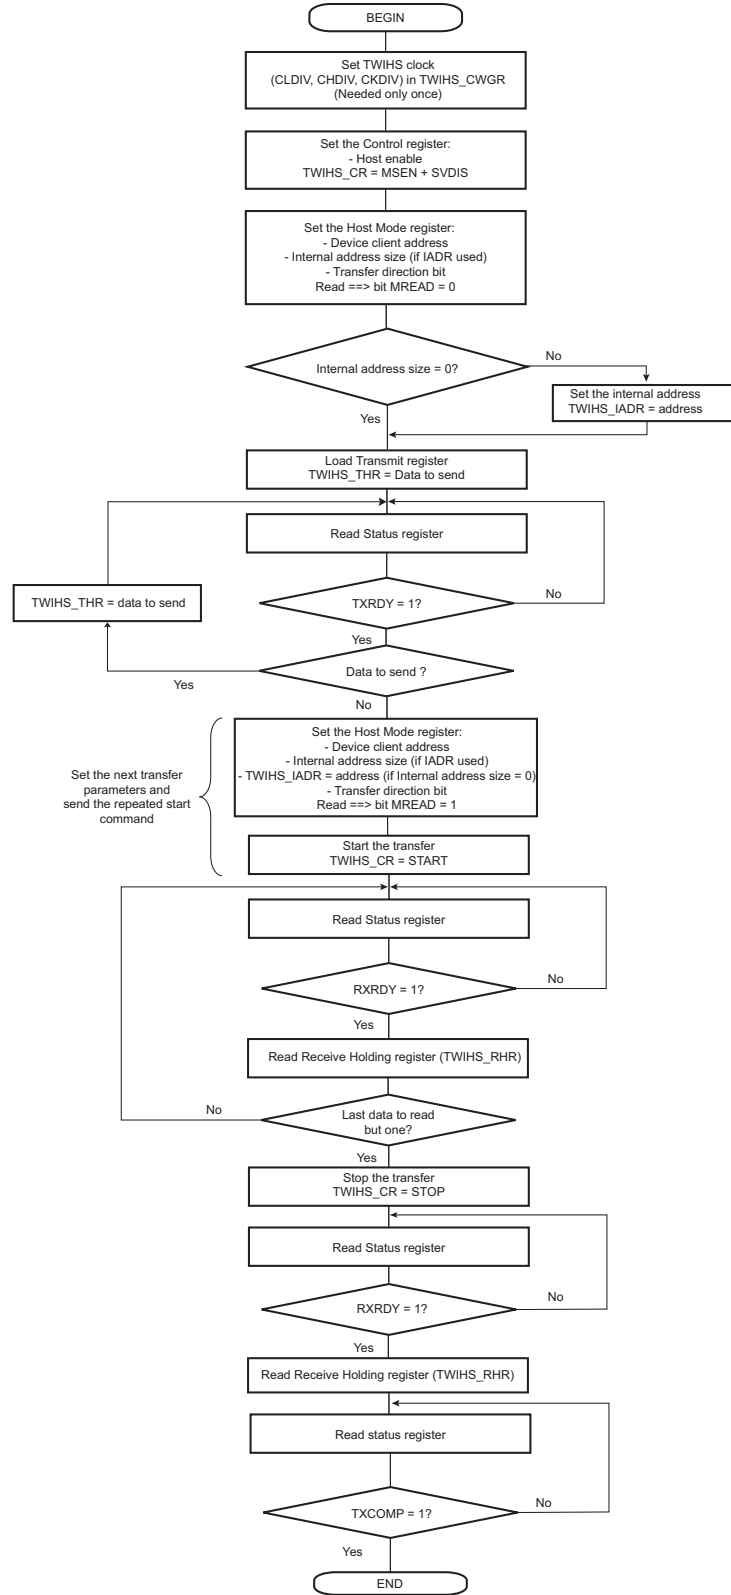 BEGIN
Set TWIHS clock
(CLDIV, CHDIV, CKDIV) in TWIHS_CWGR
(Needed only once)
Set the Control register:
- Host enable
TWIHS_CR = MSEN + SVDIS
Set the Host Mode register:
- Device client address
- Internal address size (if IADR used)
- Transfer direction bit
Read ==> bit MREAD = 0
Internal address size = 0?
No
Set the internal address
TWIHS_IADR = address
Yes
Load Transmit register
TWIHS_THR = Data to send
Read Status register
TWIHS_THR = data to send
TXRDY = 1?
No
Yes
Data to send ?
Yes
No
Set the next transfer
parameters and
send the repeated start
command
Set the Host Mode register:
- Device client address
- Internal address size (if IADR used)
- TWIHS_IADR = address (if Internal address size = 0)
- Transfer direction bit
Read ==> bit MREAD = 1
Start the transfer
TWIHS_CR = START
Read Status register
RXRDY = 1?
No
Yes
Read Receive Holding register (TWIHS_RHR)
No
Last data to read
but one?
Yes
Stop the transfer
TWIHS_CR = STOP
Read Status register
RXRDY = 1?
No
Yes
Read Receive Holding register (TWIHS_RHR)
Read status register
TXCOMP = 1?
No
Yes
END